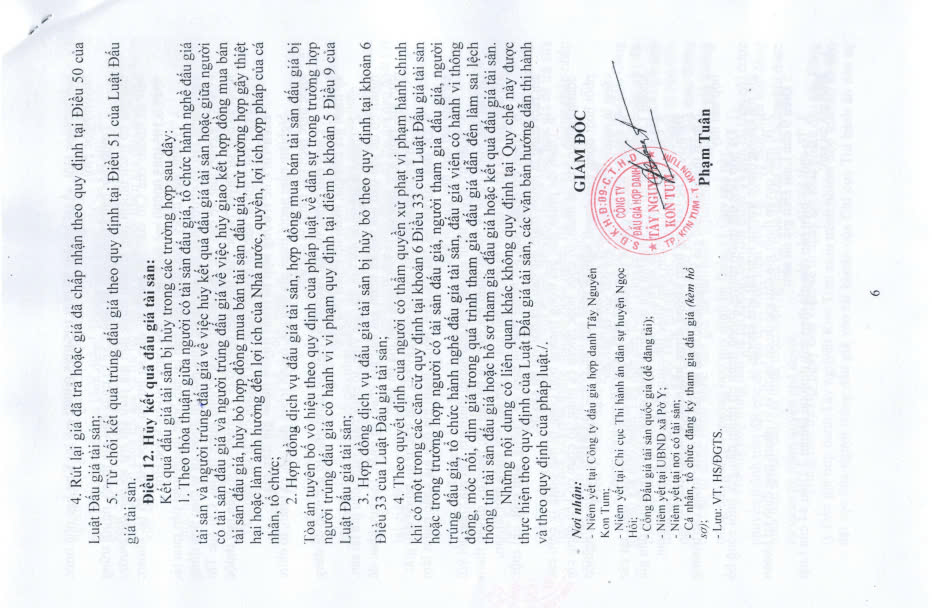 4. Rút lại giá đã trả hoặc giá đã chấp nhận theo quy định tại Điều 50 của
Luật Đấu giá tài sản;
5. Từ chối kết quả trúng đấu giá theo quy định tại Điều 51 của Luật Đấu
giá tài sản.
Điều 12. Hủy kết quả đấu giá tài sản:
Kết quả đấu giá tài sản bị hủy trong các trường hợp sau đây:
1. Theo thỏa thuận giữa người có tài sản đấu giá, tổ chức hành nghề đấu giá
tài sản và người trúng đấu giá về việc hủy kết quả đấu giá tài sản hoặc giữa người
có tài sản đấu giá và người trúng đấu giá về việc hủy giao kết hợp đồng mua bán
tài sản đấu giá, hủy bỏ hợp đồng mua bán tài sản đấu giá, trừ trường hợp gây thiệt
hại hoặc làm ảnh hưởng đến lợi ích của Nhà nước, quyền, lợi ích hợp pháp của cá
nhân, tổ chức;
2. Hợp đồng dịch vụ đấu giá tài sản, hợp đồng mua bán tài sản đấu giá bị
Tòa án tuyên bố vô hiệu theo quy định của pháp luật về dân sự trong trường hợp
người trúng đấu giá có hành vi vi phạm quy định tại điểm b khoản 5 Điều 9 của
Luật Đấu giá tài sản;
3. Hợp đồng dịch vụ đấu giá tài sản bị hủy bỏ theo quy định tại khoản 6
Điều 33 của Luật Đấu giá tài sản;
4. Theo quyết định của người có thẩm quyền xử phạt vi phạm hành chính
khi có một trong các căn cứ quy định tại khoản 6 Điều 33 của Luật Đấu giá tài sản
hoặc trong trường hợp người có tài sản đấu giá, người tham gia đấu giá, người
trúng đấu giá, tổ chức hành nghề đấu giá tài sản, đấu giá viên có hành vi thông
đồng, móc nối, dìm giá trong quá trình tham gia đấu giá dẫn đến làm sai lệch
thông tin tài sản đấu giá hoặc hồ sơ tham gia đấu giá hoặc kết quả đấu giá tài sản.
Những nội dung có liên quan khác không quy định tại Quy chế này được
thực hiện theo quy định của Luật Đấu giá tài sản, các văn bản hướng dẫn thi hành
và theo quy định của pháp luật./.
Nơi nhận:
- Niêm yết tại Công ty đấu giá hợp danh Tây Nguyên
Kon Tum;
- Niêm yết tại Chi cục Thi hành án dân sự huyện Ngọc
Hồi;
- Cổng Đấu giá tài sản quốc gia (để đăng tải);
- Niêm yết tại UBND xã Pờ Y;
- Niêm yết tại nơi có tài sản;
- Cá nhân, tổ chức đăng ký tham gia đấu giá (kèm hồ
sơ);
- Lưu: VT, HS/ĐGTS.
GIÁM ĐỐC
CÔNG TY
ĐẤU GIÁ HỢP DANH
TÂY NGUYÊN
KON TUM
TP. KON TUM - T. KON TUM
Phạm Tuân
6